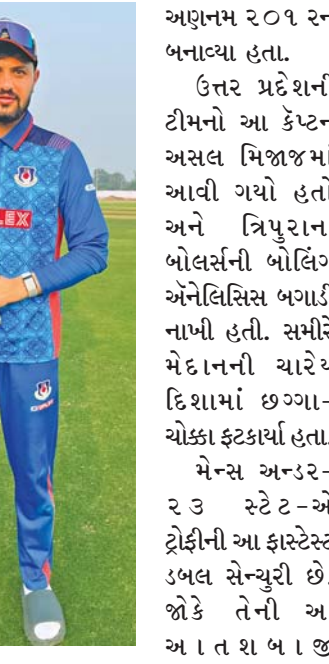 અણનમ ૨૦૧ રન
બનાવ્યા હતા.
ઉત્તર પ્રદેશની
ટીમનો આ કૅપ્ટન
અસલ મિજાજમાં
આવી ગયો હતો
અને ત્રિપુરાન
બોલર્સની બોલિંગ
ઍનેલિસિસ બગાડી
નાખી હતી. સમીરે
મેદાનની ચારેય
દિશામાં છગ્ગા-
ચોક્કા ફટકાર્યા હતા.
મેન્સ અન્ડર-
૨૩ સ્ટેટ-એ
ટ્રોફીની આ ફાસ્ટેસ્ટ
ડબલ સેન્ચુરી છે.
જોકે તેની અ
આતશબાજી
LEX